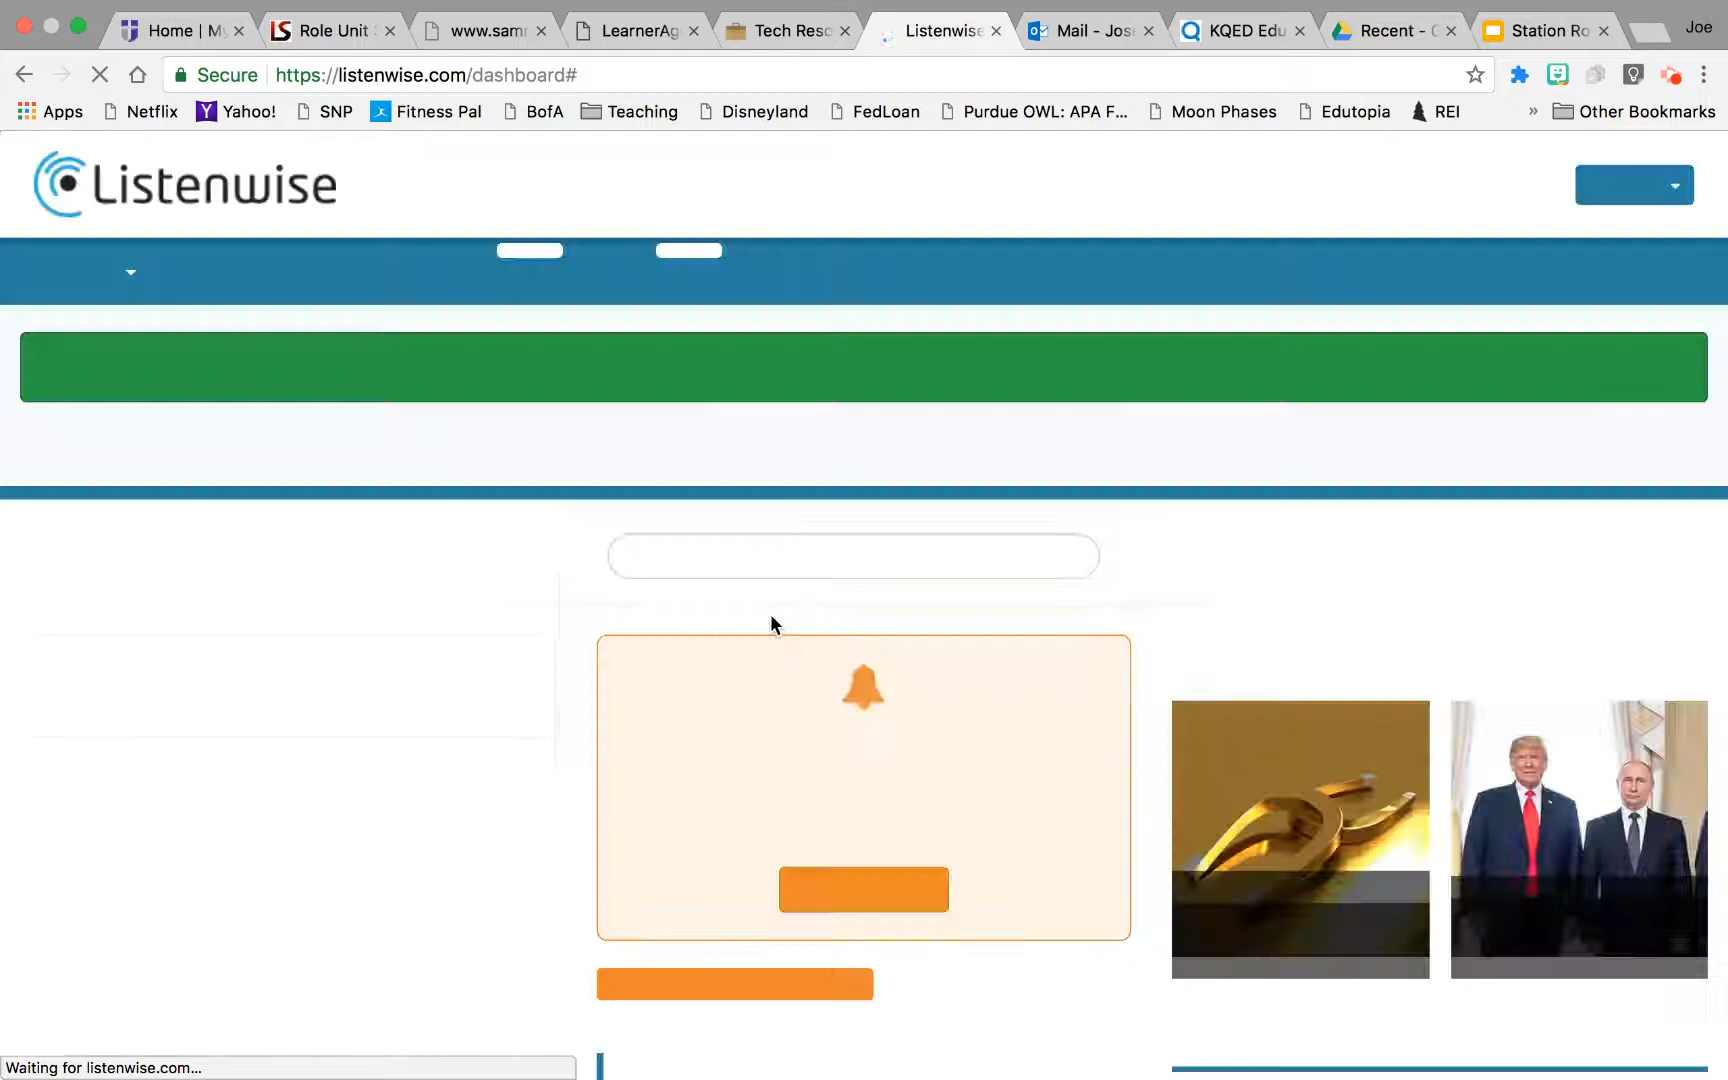 Home | My
Role Unit
www.samr
LearnerAg
Tech Reso
Listenwise
Mail - Jos
KQED Edu
Recent - G
Station Ro
Joe
Secure
https://listenwise.com/dashboard#
Apps
Netflix
Yahoo!
SNP
Fitness Pal
BofA
Teaching
Disneyland
FedLoan
Purdue OWL: APA F...
Moon Phases
Edutopia
REI
»
Other Bookmarks
Listenwise
Waiting for listenwise.com...